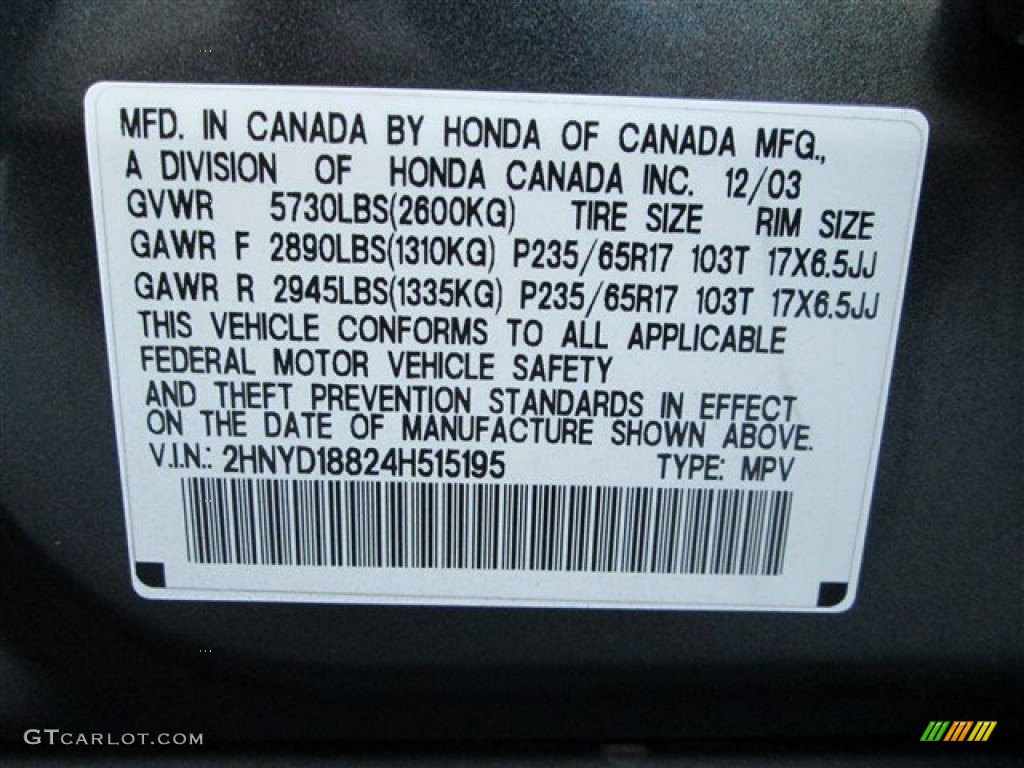 MFD. IN CANADA BY HONDA OF CANADA MFG.,
A DIVISION OF HONDA CANADA INC. 12/03
GVWR 5730LBS(2600KG) TIRE SIZE RIM SIZE
GAWR F 2890LBS(1310KG) P235/65R17 103T 17X6.5JJ
GAWR R 2945LBS(1335KG) P235/65R17 103T 17X6.5JJ
THIS VEHICLE CONFORMS TO ALL APPLICABLE
FEDERAL MOTOR VEHICLE SAFETY
AND THEFT PREVENTION STANDARDS IN EFFECT
ON THE DATE OF MANUFACTURE SHOWN ABOVE.
V.I.N.: 2HNYD18824H515195 TYPE: MPV
GTCARLOT.COM